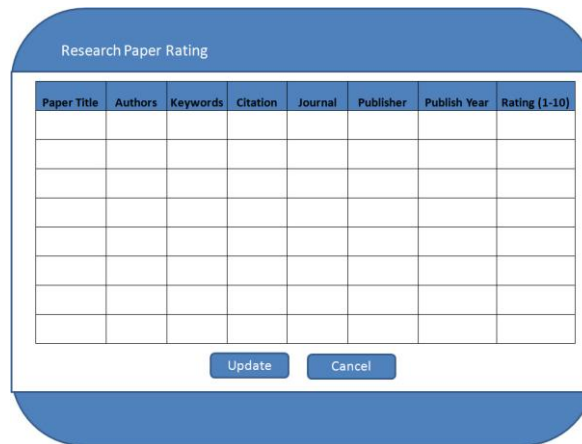 Research Paper Rating
Paper Title Authors Keywords Citation Journal Publisher Publish Year Rating (1-10)
Update Cancel